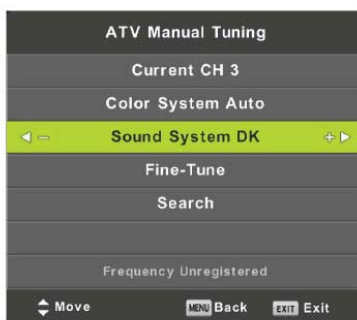 ATV Manual Tuning
Current CH 3
Color System Auto
Sound System DK
Fine-Tune
Search
Frequency Unregistered
Move MENU Back EXIT Exit